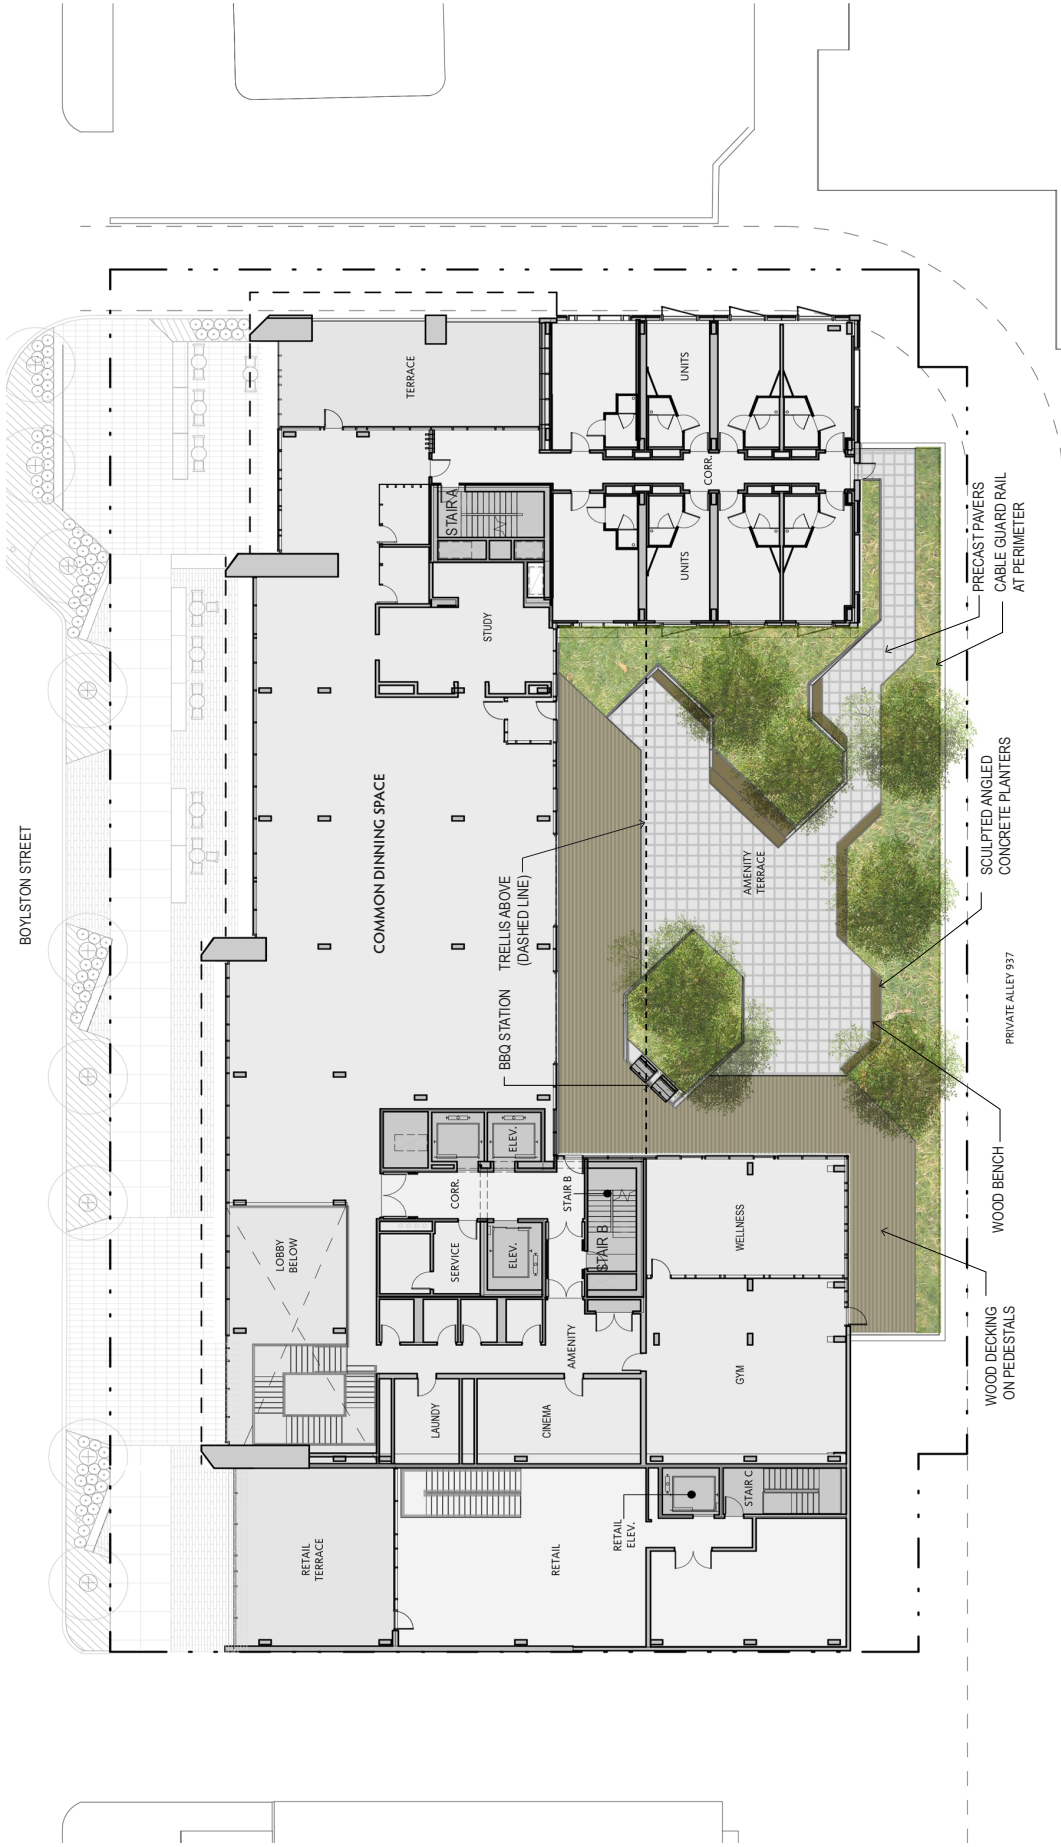 BOYLSTON STREET
TERRACE
UNITS
CORR.
UNITS
STAIR A
STUDY
COMMON DINNING SPACE
TRELLIS ABOVE
(DASHED LINE)
BBQ STATION
AMENITY
TERRACE
PRECAST PAVERS
CABLE GUARD RAIL
AT PERIMETER
SCULPTED ANGLED
CONCRETE PLANTERS
PRIVATE ALLEY 937
WOOD BENCH
WOOD DECKING
ON PEDESTALS
ELEV.
CORR.
STAIR B
STAIR B
ELEV.
SERVICE
LOBBY
BELOW
WELLNESS
AMENITY
GYM
LAUNDY
CINEMA
RETAIL
TERRACE
RETAIL
RETAIL
ELEV.
STAIR C